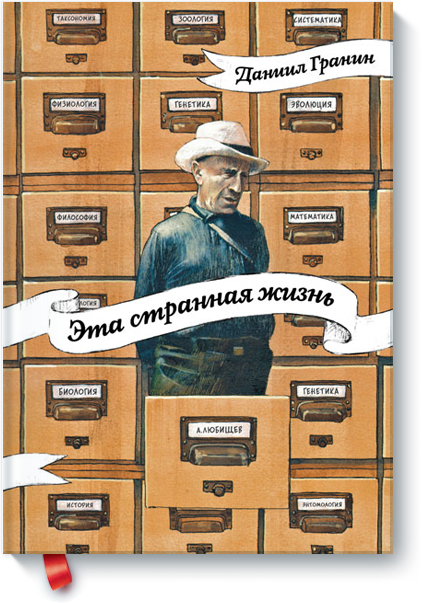 ТАКСОНОМИЯ
ЗООЛОГИЯ
СИСТЕМАТИКА
Даниил Гранин
ФИЗИОЛОГИЯ
ГЕНЕТИКА
ЭВОЛЮЦИЯ
ФИЛОСОФИЯ
МАТЕМАТИКА
Эта странная жизнь
БИОЛОГИЯ
ГЕНЕТИКА
А.ЛЮБИЩЕВ
ИСТОРИЯ
ЭНТОМОЛОГИЯ